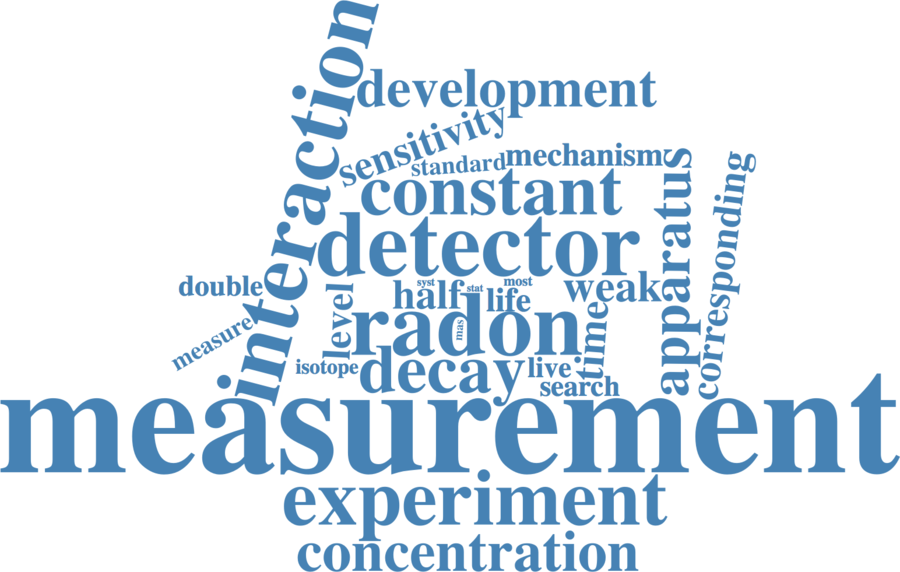 interaction
development
sensitivity
standard
mechanism
constant
apparatus
corresponding
detector
double
syst
stat
most
half
life
weak
level
radon
mas
time
measure
isotope
decay
live
search
measurement
experiment
concentration